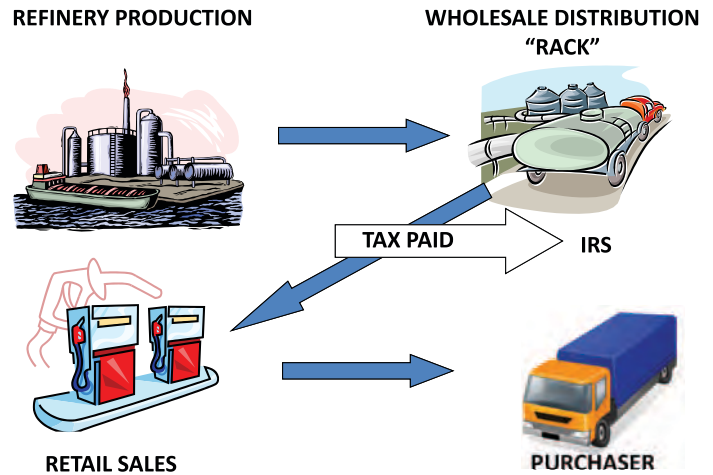 REFINERY PRODUCTION
WHOLESALE DISTRIBUTION
“RACK”
TAX PAID
IRS
RETAIL SALES
PURCHASER